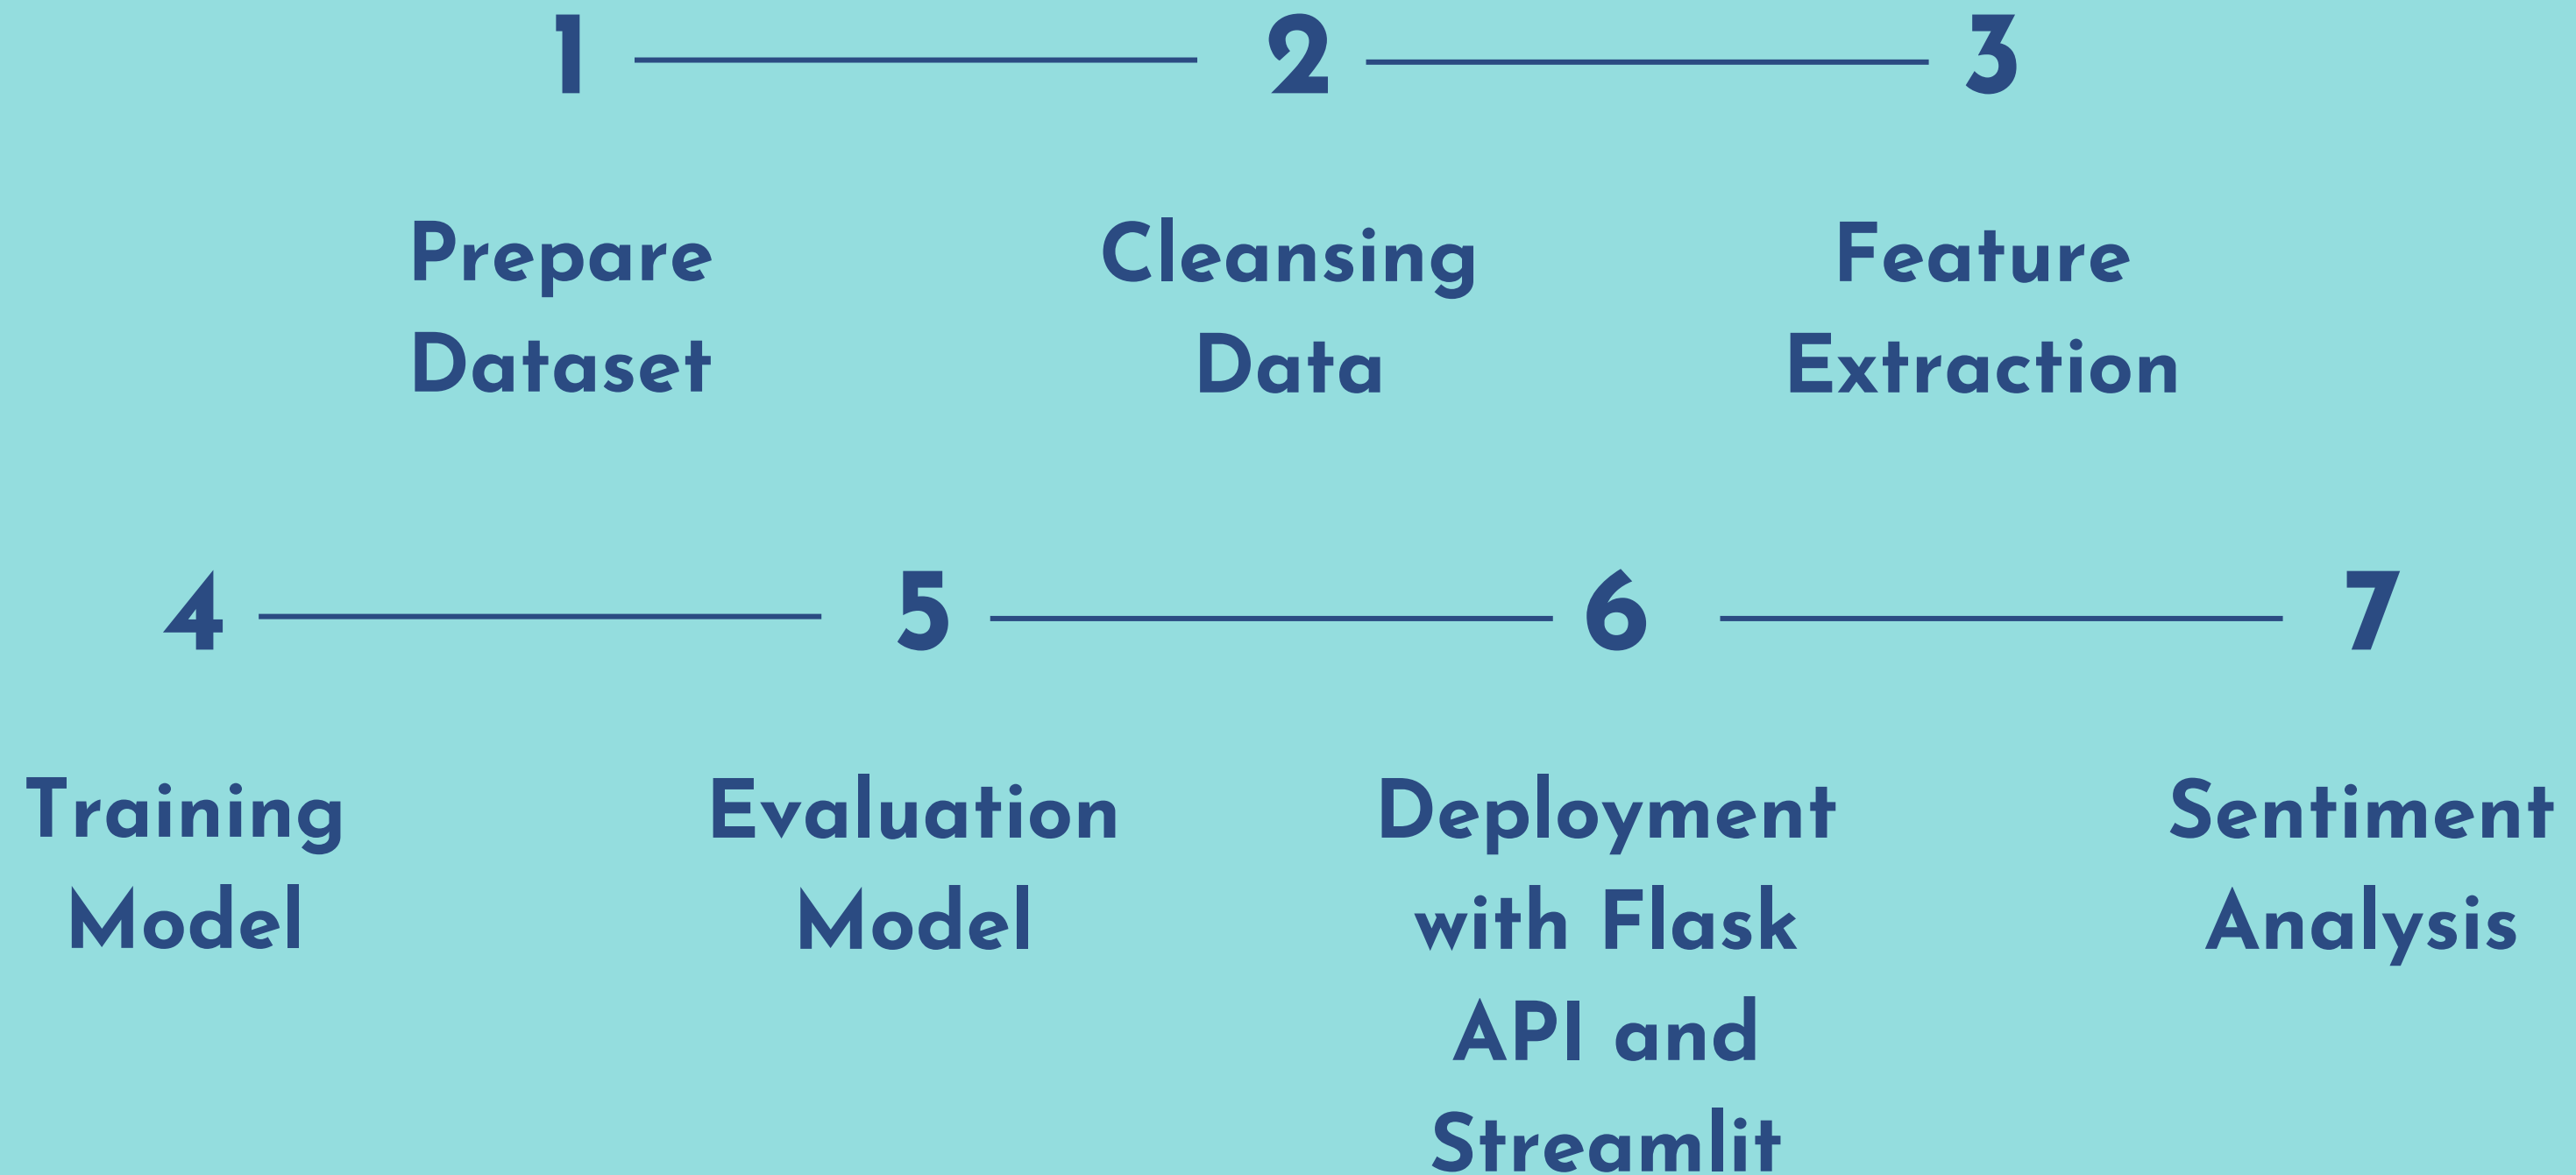 1 2 3
Prepare Cleansing Feature
Dataset Data Extraction
4 5 6 7
Training Evaluation Deployment Sentiment
Model Model with Flask Analysis
API and
Streamlit